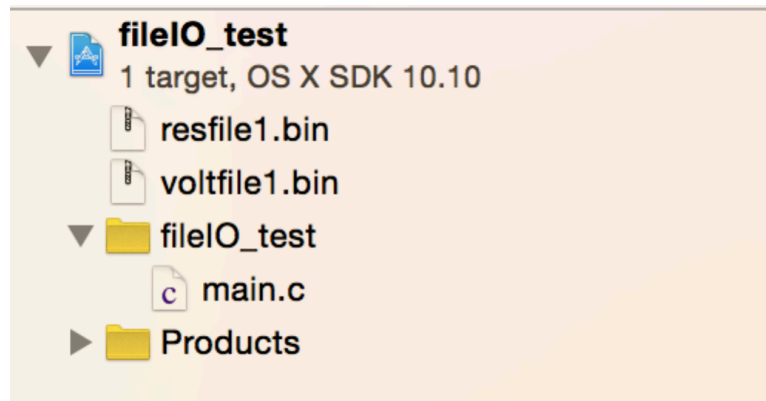 fileIO_test
1 target, OS X SDK 10.10
resfile1.bin
voltfile1.bin
fileIO_test
c main.c
Products